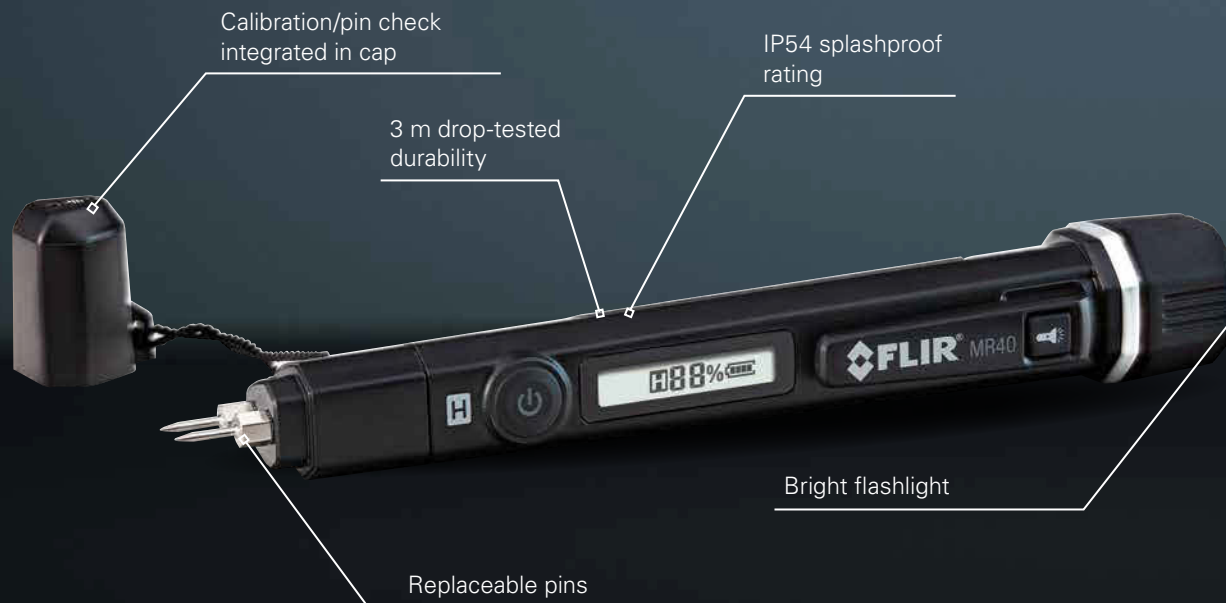 Calibration/pin check
integrated in cap
IP54 splashproof
rating
3 m drop-tested
durability
FLIR® MR40
H88%
H
Bright flashlight
Replaceable pins